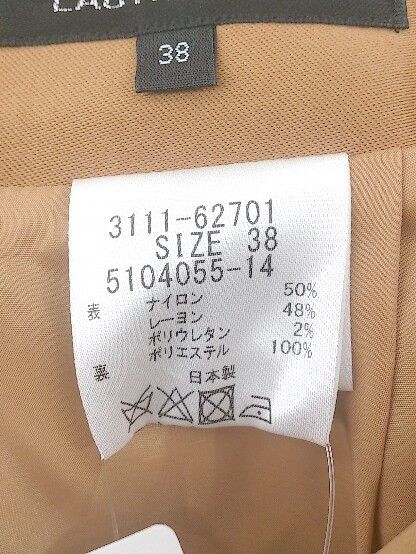 38
3111-62701
SIZE 38
5104055-14
表 ナイロン 50%
レーヨン 48%
ポリウレタン 2%
裏 ポリエステル 100%
日本製